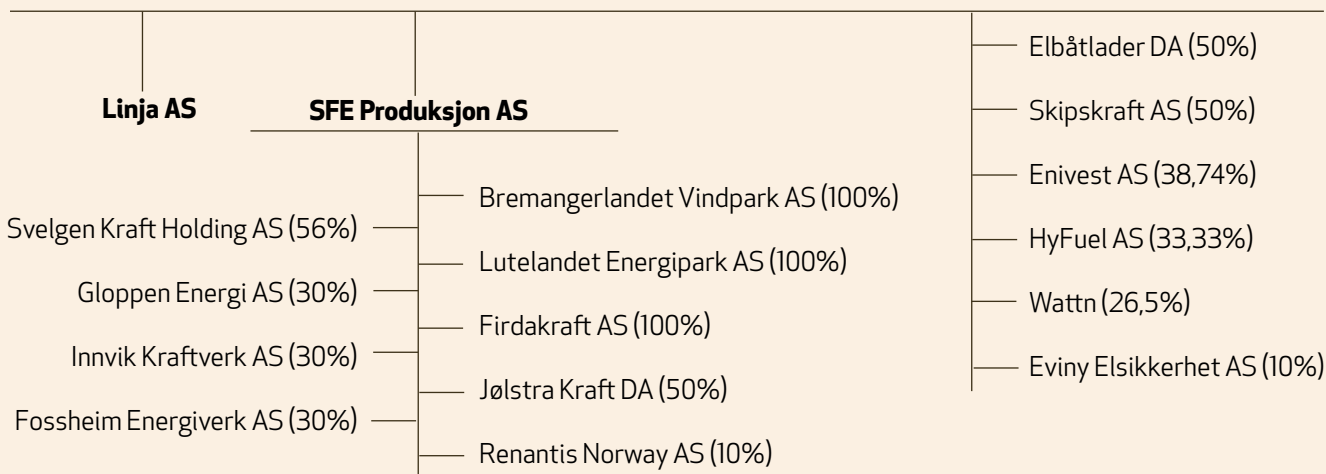 Linja AS
SFE Produksjon AS
Svelgen Kraft Holding AS (56%)
Gloppen Energi AS (30%)
Innvik Kraftverk AS (30%)
Fossheim Energiverk AS (30%)
Bremangerlandet Vindpark AS (100%)
Lutelandet Energipark AS (100%)
Firdakraft AS (100%)
Jølstra Kraft DA (50%)
Renantis Norway AS (10%)
Elbåtlader DA (50%)
Skipskraft AS (50%)
Enivest AS (38,74%)
HyFuel AS (33,33%)
Wattn (26,5%)
Eviny Elsikkerhet AS (10%)